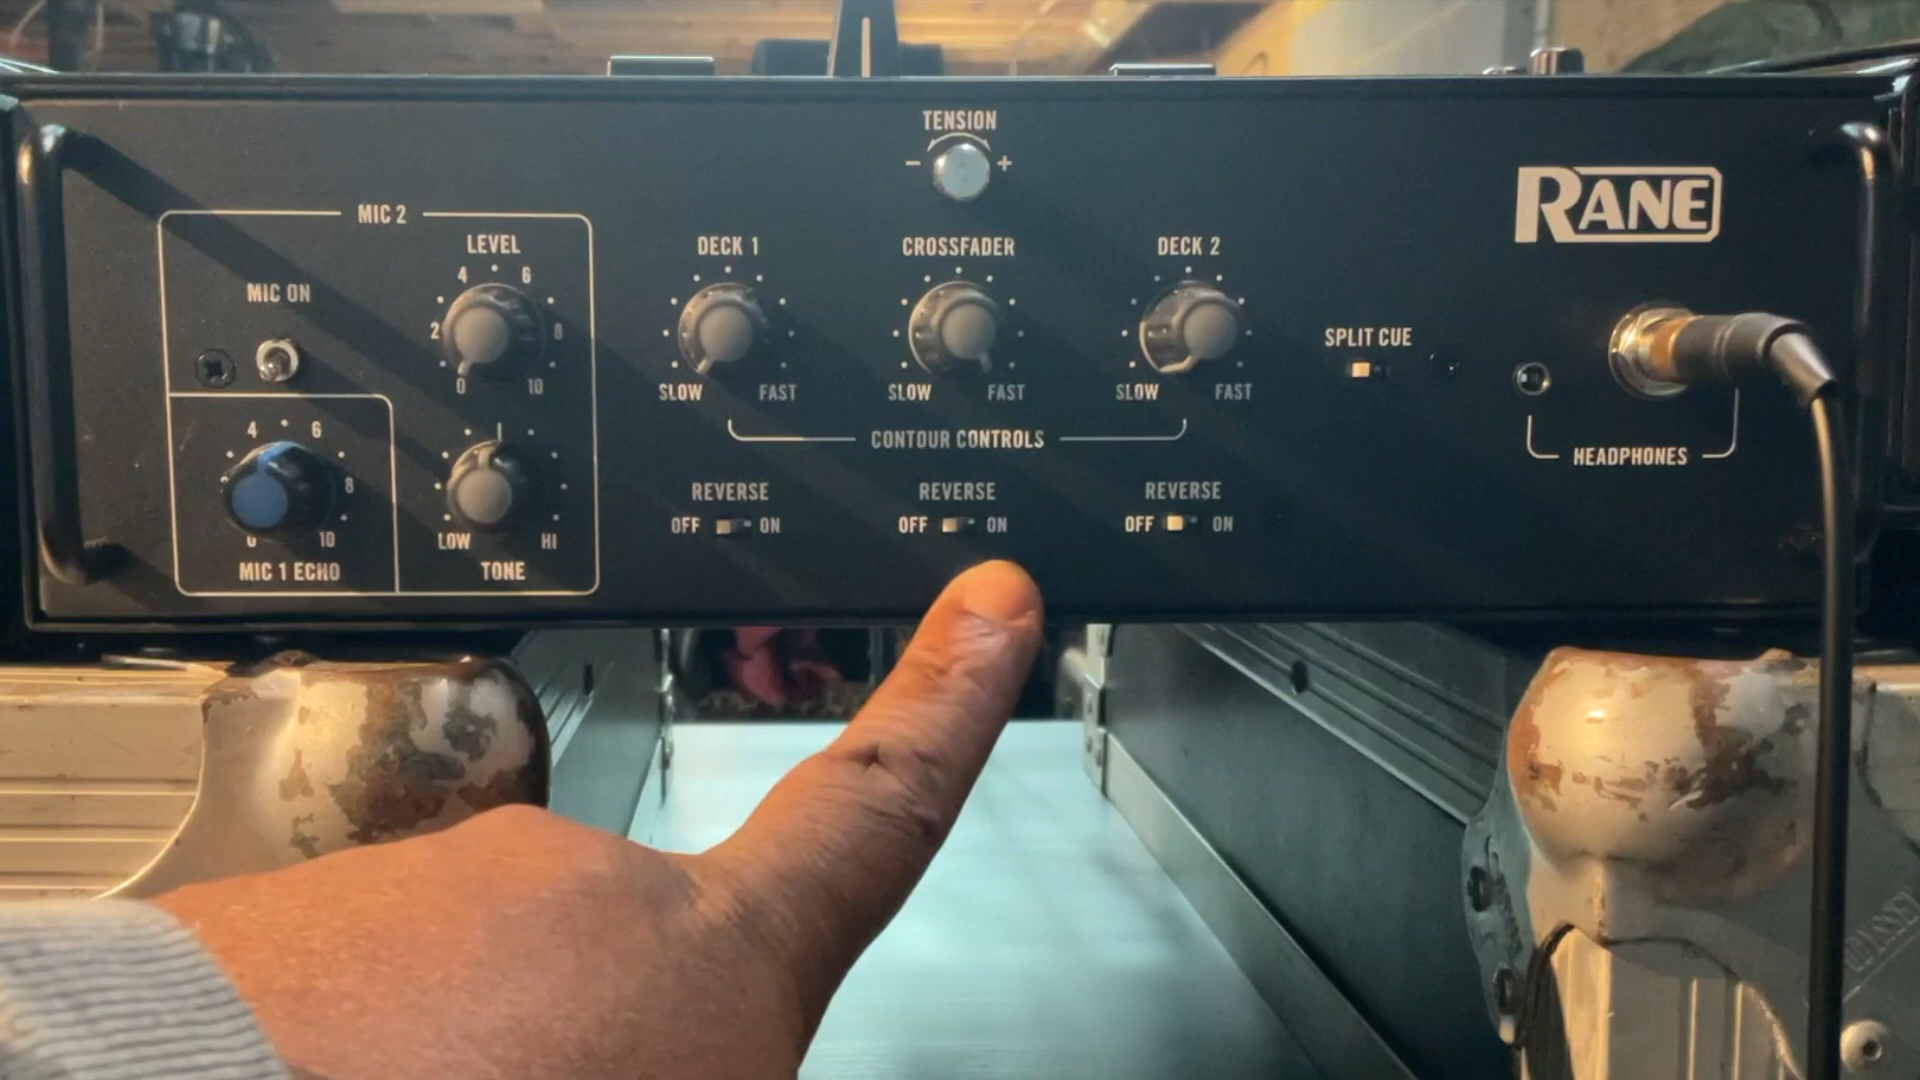 TENSION
- +
RANE
MIC 2
LEVEL
4 6
2 8
0 10
MIC ON
DECK 1
SLOW FAST
CROSSFADER
SLOW FAST
DECK 2
SLOW FAST
SPLIT CUE
CONTOUR CONTROLS
HEADPHONES
4 6
8
0 10
MIC 1 ECHO
LOW HI
TONE
REVERSE
OFF ON
REVERSE
OFF ON
REVERSE
OFF ON
ODYSSEY